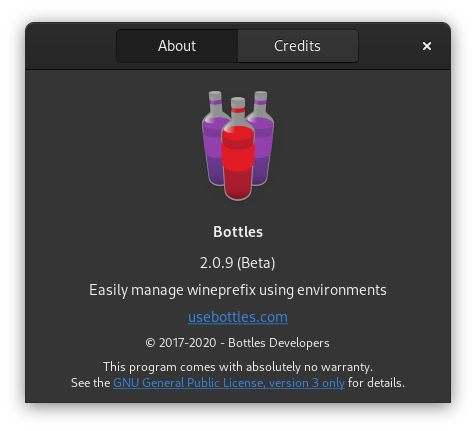 About Credits
Bottles
2.0.9 (Beta)
Easily manage wineprefix using environments
usebottles.com
© 2017-2020 - Bottles Developers
This program comes with absolutely no warranty.
See the GNU General Public License, version 3 only for details.